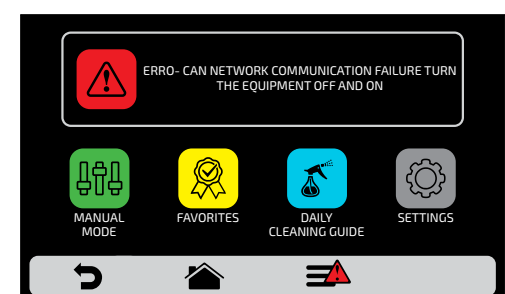 ERRO- CAN NETWORK COMMUNICATION FAILURE TURN
THE EQUIPMENT OFF AND ON
MANUAL
MODE
FAVORITES
DAILY
CLEANING GUIDE
SETTINGS